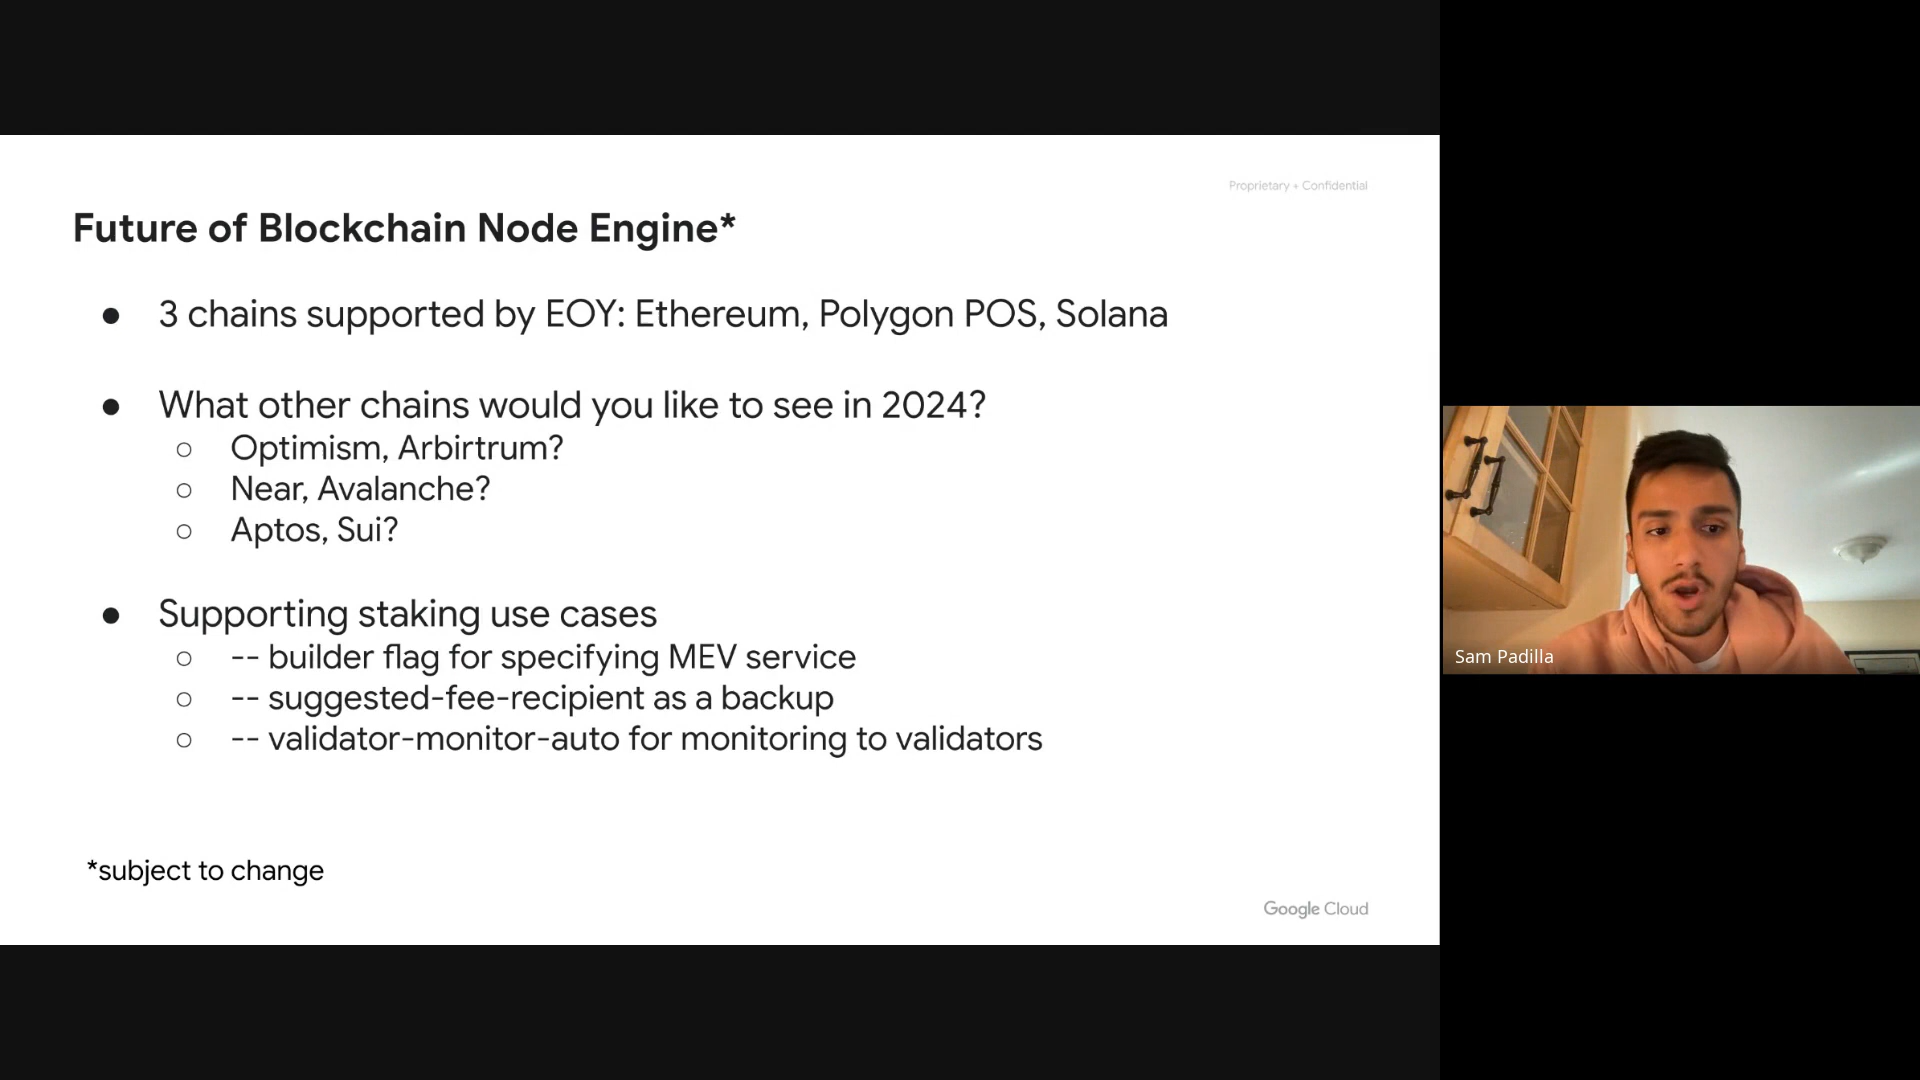 Proprietary + Confidential
Future of Blockchain Node Engine*
● 3 chains supported by EOY: Ethereum, Polygon POS, Solana
● What other chains would you like to see in 2024?
○ Optimism, Arbirtrum?
○ Near, Avalanche?
○ Aptos, Sui?
● Supporting staking use cases
○ -- builder flag for specifying MEV service
○ -- suggested-fee-recipient as a backup
○ -- validator-monitor-auto for monitoring to validators
*subject to change
Google Cloud
Sam Padilla